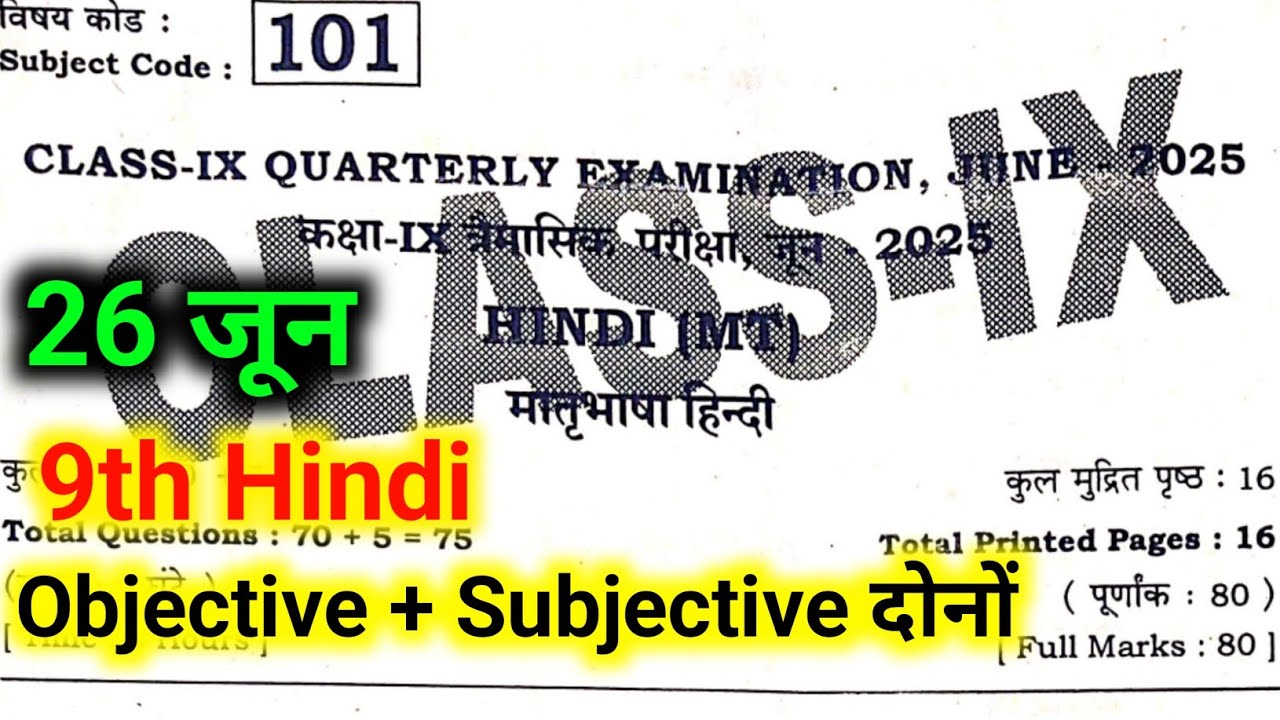 विषय कोड :
Subject Code : 101
CLASS-IX QUARTERLY EXAMINATION, JUNE - 2025
कक्षा-IX त्रैमासिक परीक्षा, जून - 2025
CLASS-IX
26 जून
HINDI (MT)
मातृभाषा हिन्दी
9th Hindi
कुल मुद्रित पृष्ठ : 16
Total Questions : 70 + 5 = 75
Total Printed Pages : 16
( पूर्णांक : 80 )
Objective + Subjective दोनों
[ Full Marks : 80 ]